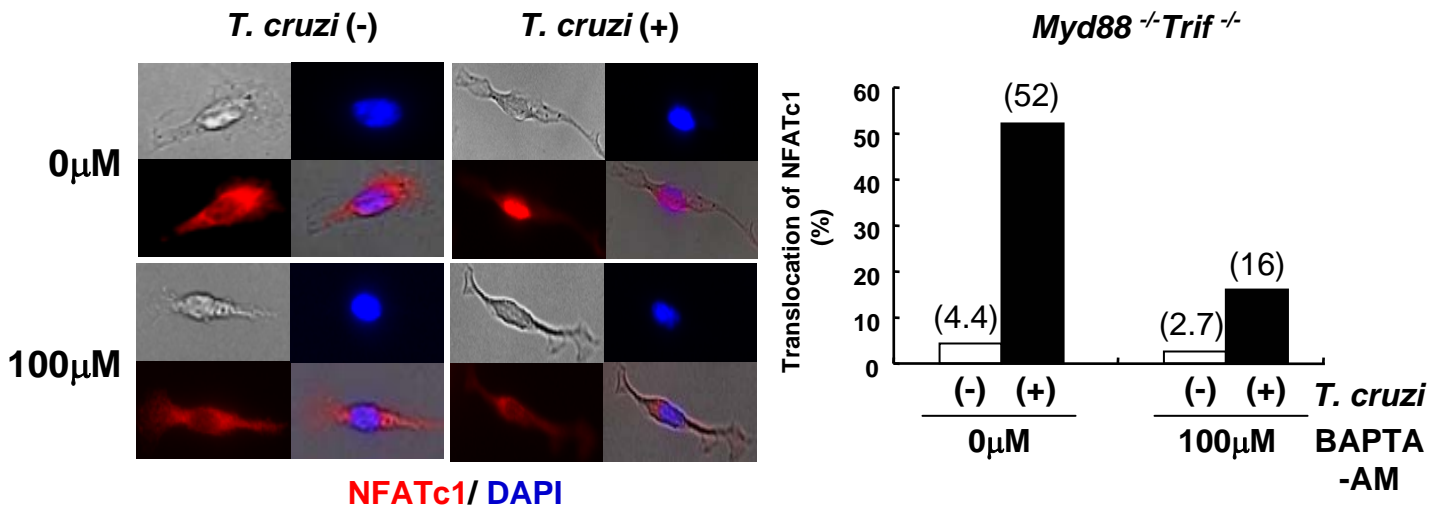 T. cruzi (-)
T. cruzi (+)
0μM
100μM
NFATc1/ DAPI
Myd88 -/-Trif -/-
Translocation of NFATc1
(%)
60
50
40
30
20
10
0
(4.4)
(52)
(2.7)
(16)
(-) (+) (-) (+) T. cruzi
0μM 100μM BAPTA
-AM